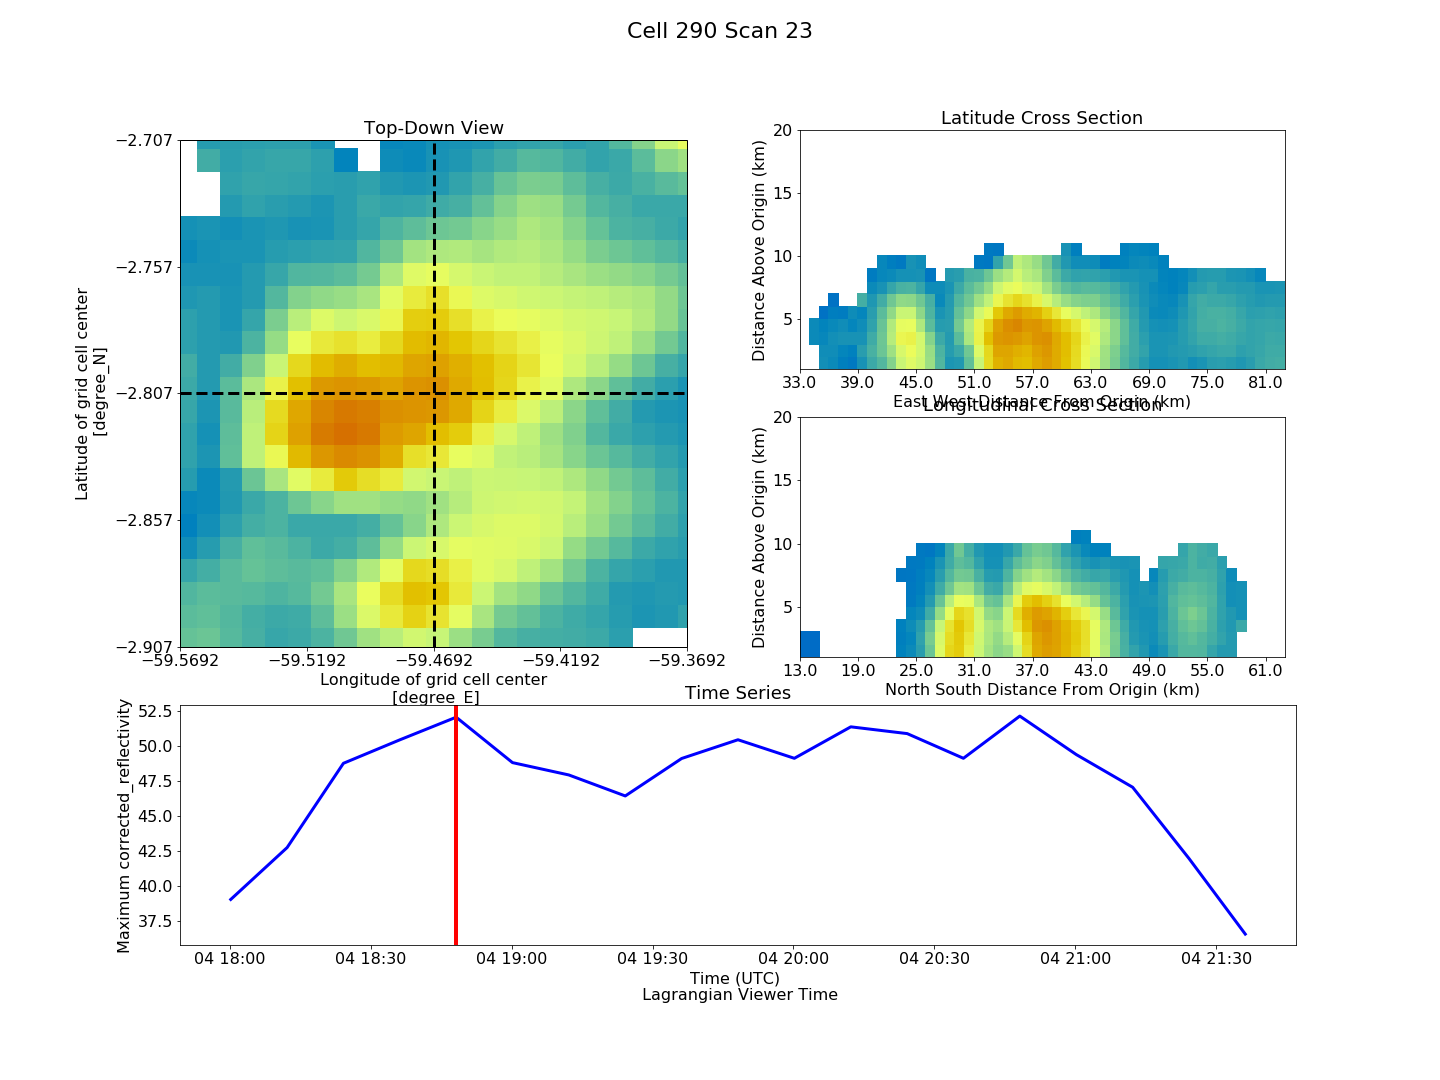 Cell 290 Scan 23
Top-Down View
−2.707
−2.757
−2.807
−2.857
−2.907
Latitude of grid cell center
[degree_N]
−59.5692 −59.5192 −59.4692 −59.4192 −59.3692
Longitude of grid cell center
[degree_E]
Latitude Cross Section
20
15
10
5
Distance Above Origin (km)
33.0 39.0 45.0 51.0 57.0 63.0 69.0 75.0 81.0
East West Distance From Origin (km)
Longitudinal Cross Section
20
15
10
5
Distance Above Origin (km)
13.0 19.0 25.0 31.0 37.0 43.0 49.0 55.0 61.0
North South Distance From Origin (km)
Time Series
52.5
50.0
47.5
45.0
42.5
40.0
37.5
Maximum corrected_reflectivity
04 18:00 04 18:30 04 19:00 04 19:30 04 20:00 04 20:30 04 21:00 04 21:30
Time (UTC)
Lagrangian Viewer Time